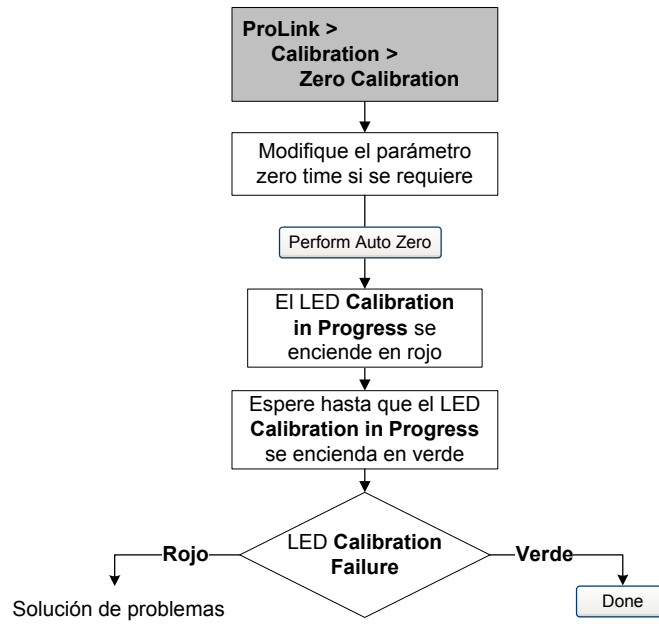 ProLink >
Calibration >
Zero Calibration
Modifique el parámetro
zero time si se requiere
Perform Auto Zero
El LED Calibration
in Progress se
enciende en rojo
Espere hasta que el LED
Calibration in Progress
se encienda en verde
LED Calibration
Failure
Rojo
Verde
Solución de problemas
Done